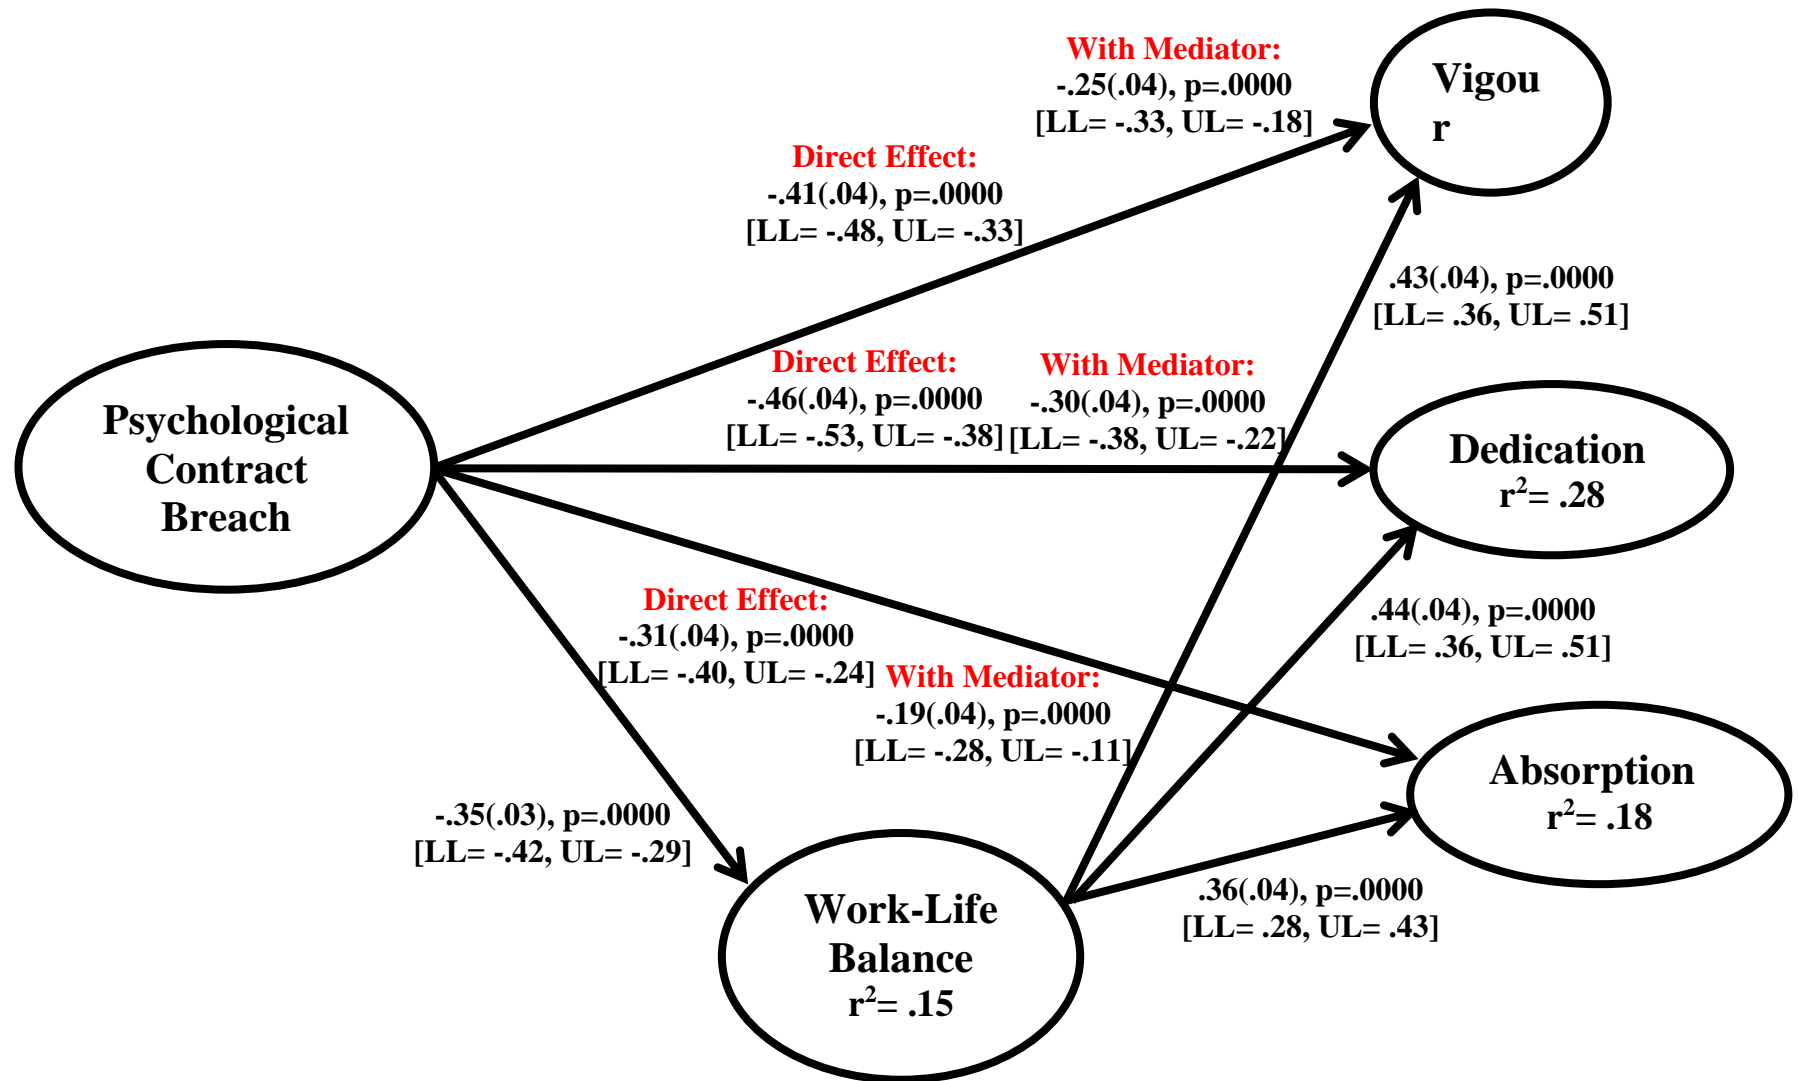 With Mediator:
-.25(.04), p=.0000
[LL= -.33, UL= -.18]
Vigou
r
Direct Effect:
-.41(.04), p=.0000
[LL= -.48, UL= -.33]
.43(.04), p=.0000
[LL= .36, UL= .51]
Direct Effect:
-.46(.04), p=.0000
[LL= -.53, UL= -.38]
With Mediator:
-.30(.04), p=.0000
[LL= -.38, UL= -.22]
Psychological
Contract
Breach
Dedication
r²= .28
Direct Effect:
-.31(.04), p=.0000
[LL= -.40, UL= -.24]
.44(.04), p=.0000
[LL= .36, UL= .51]
With Mediator:
-.19(.04), p=.0000
[LL= -.28, UL= -.11]
Absorption
r²= .18
-.35(.03), p=.0000
[LL= -.42, UL= -.29]
.36(.04), p=.0000
[LL= .28, UL= .43]
Work-Life
Balance
r²= .15